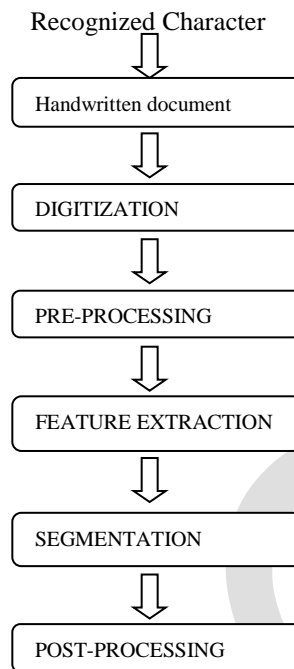 Recognized Character
Handwritten document
DIGITIZATION
PRE-PROCESSING
FEATURE EXTRACTION
SEGMENTATION
POST-PROCESSING